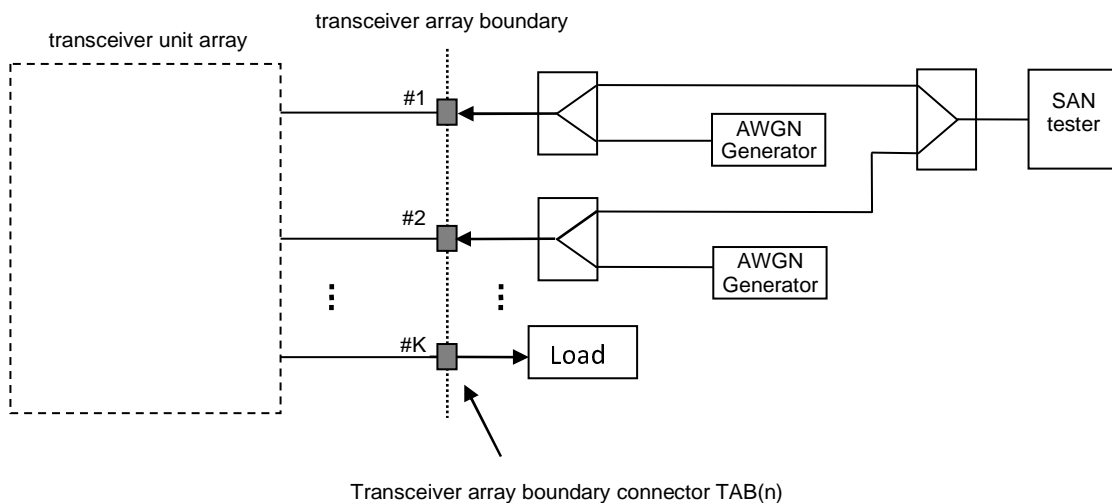 transceiver array boundary
transceiver unit array
#1
SAN
tester
AWGN
Generator
#2
AWGN
Generator
#K
Load
Transceiver array boundary connector TAB(n)